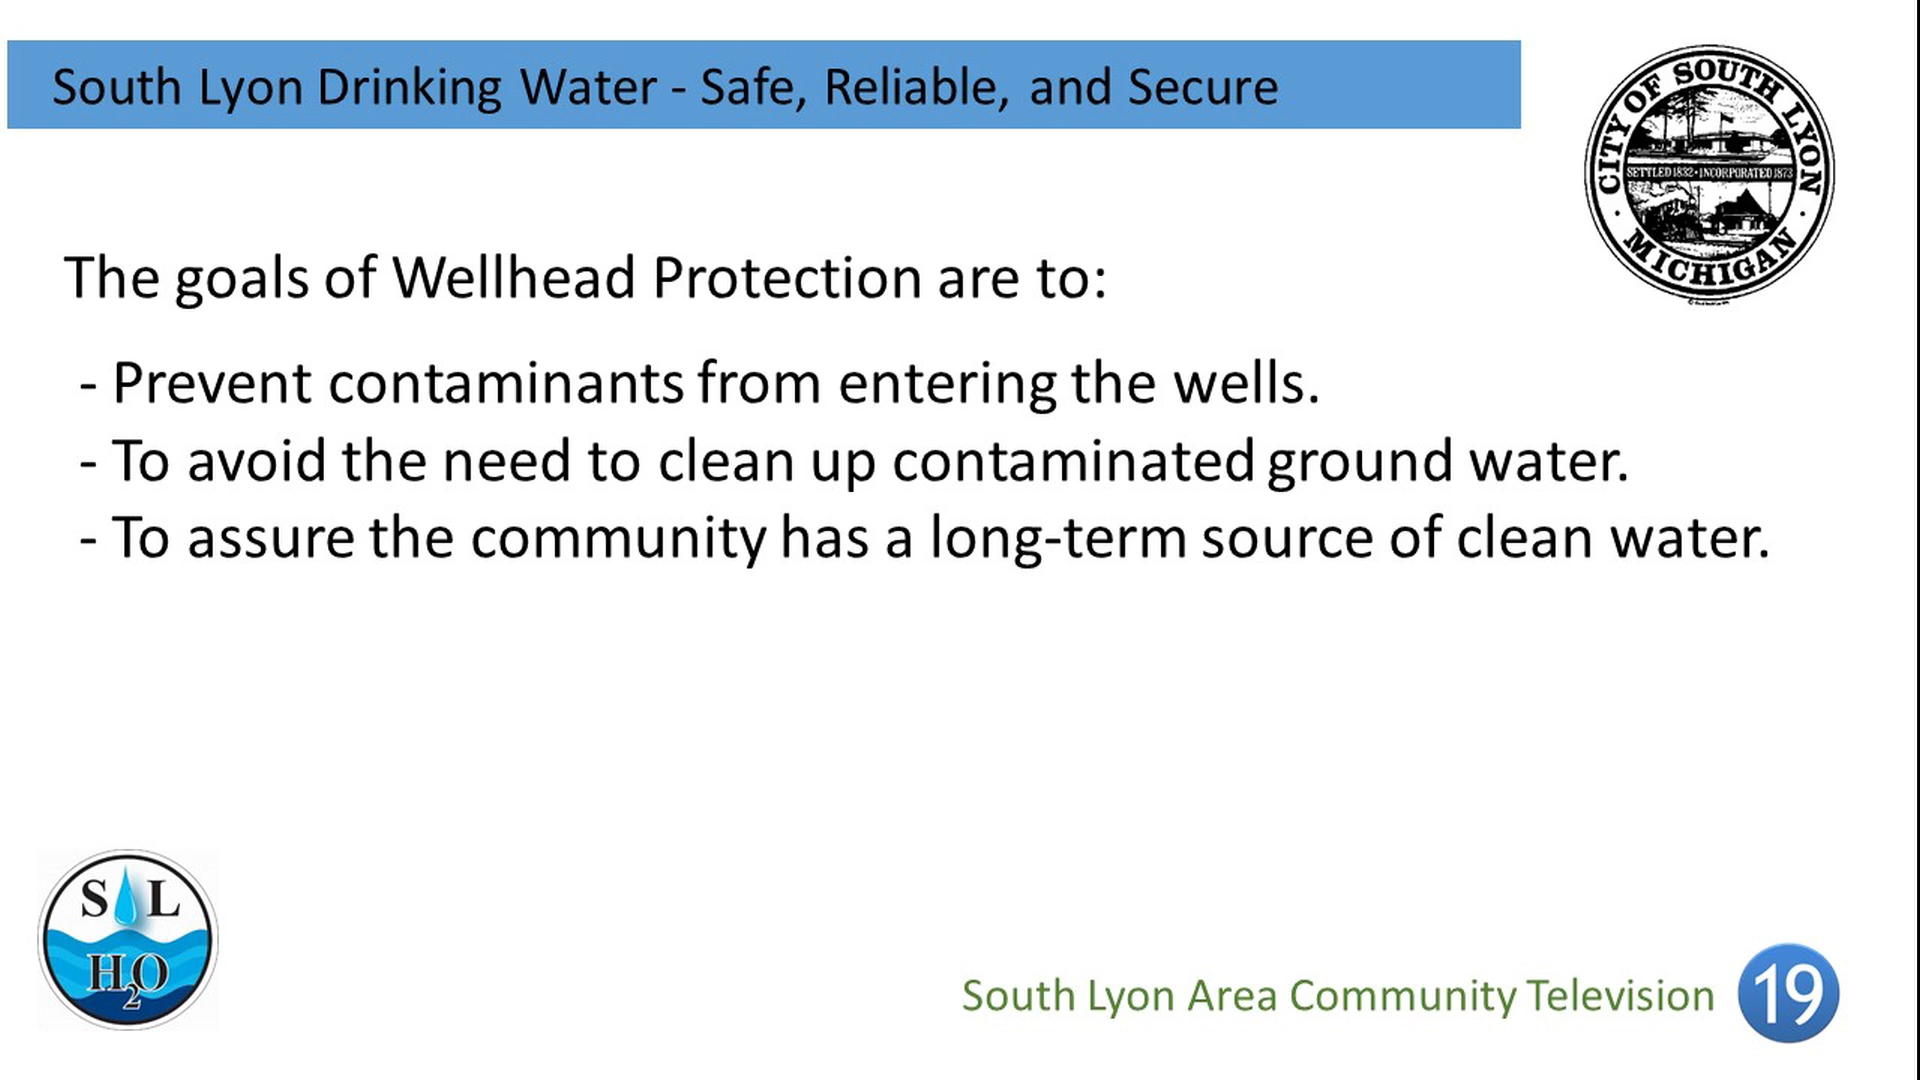 South Lyon Drinking Water - Safe, Reliable, and Secure
CITY OF SOUTH LYON
SETTLED 1832 • INCORPORATED 1873
• MICHIGAN •
The goals of Wellhead Protection are to:
- Prevent contaminants from entering the wells.
- To avoid the need to clean up contaminated ground water.
- To assure the community has a long-term source of clean water.
S L
H2O
South Lyon Area Community Television 19